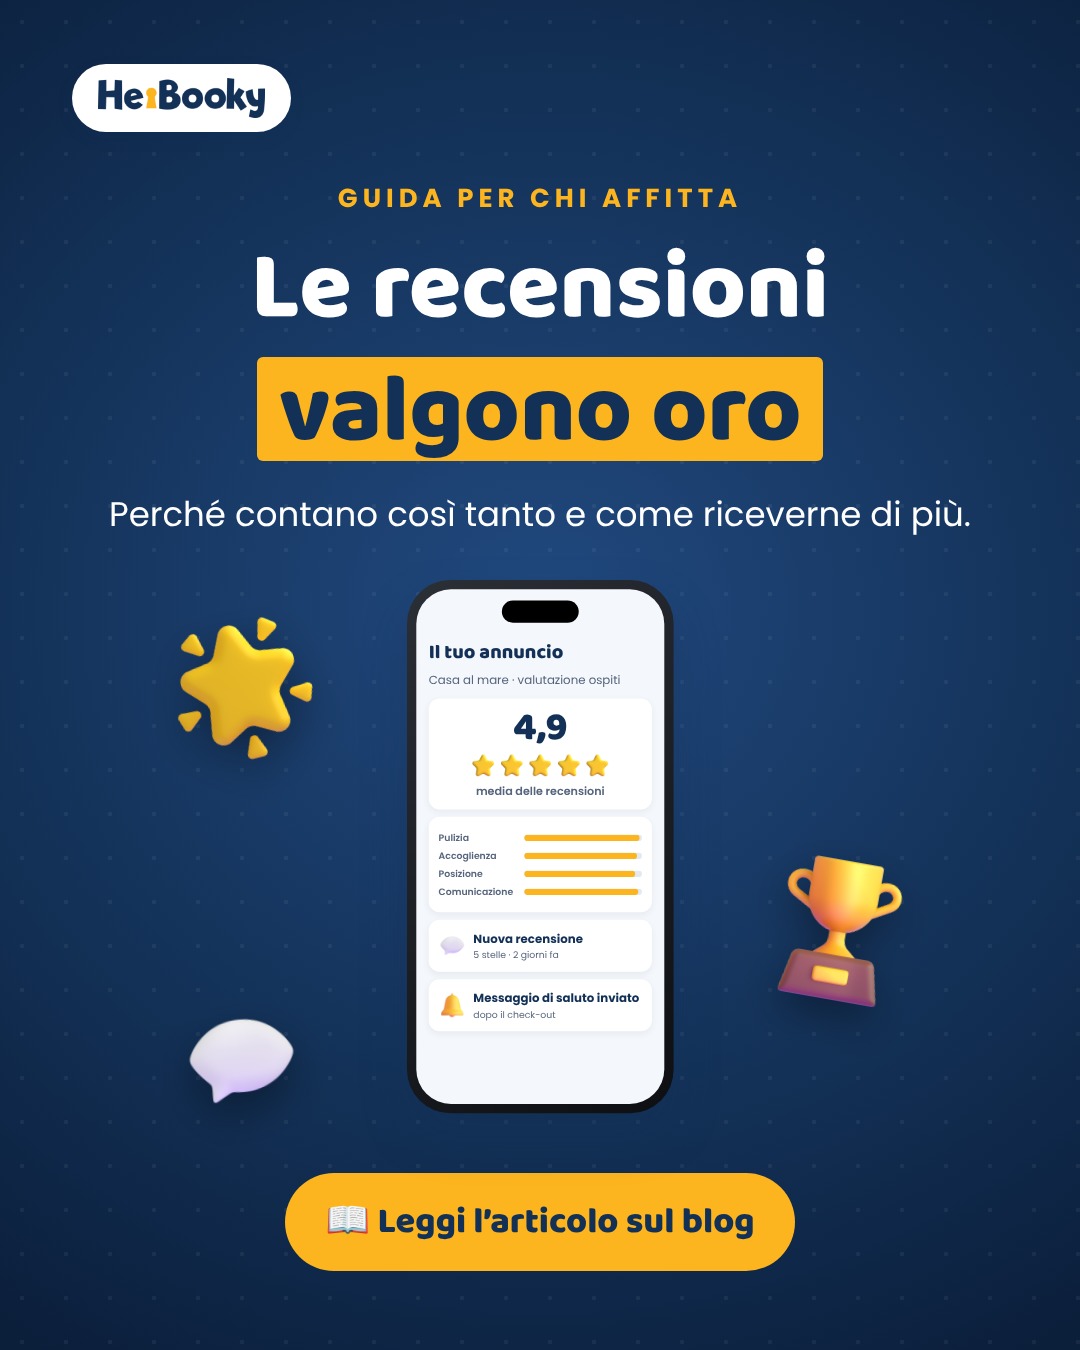 HeiBooky
GUIDA PER CHI AFFITTA
Le recensioni
valgono oro
Perché contano così tanto e come riceverne di più.
Il tuo annuncio
Casa al mare · valutazione ospiti
4,9
media delle recensioni
Pulizia
Accoglienza
Posizione
Comunicazione
Nuova recensione
5 stelle · 2 giorni fa
Messaggio di saluto inviato
dopo il check-out
Leggi l’articolo sul blog